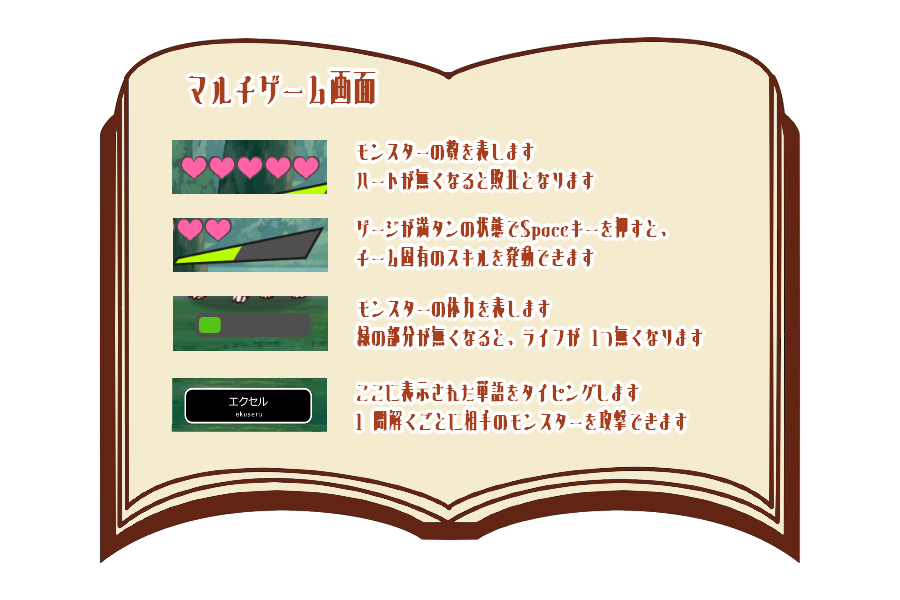 マルチゲーム画面
モンスターの数を表します
ハートが無くなると敗北となります
ゲージが満タンの状態でSpaceキーを押すと、
チーム固有のスキルを発動できます
モンスターの体力を表します
緑の部分が無くなると、ライフが 1つ無くなります
エクセル
ekuseru
ここに表示された単語をタイピングします
1 問解くごとに相手のモンスターを攻撃できます